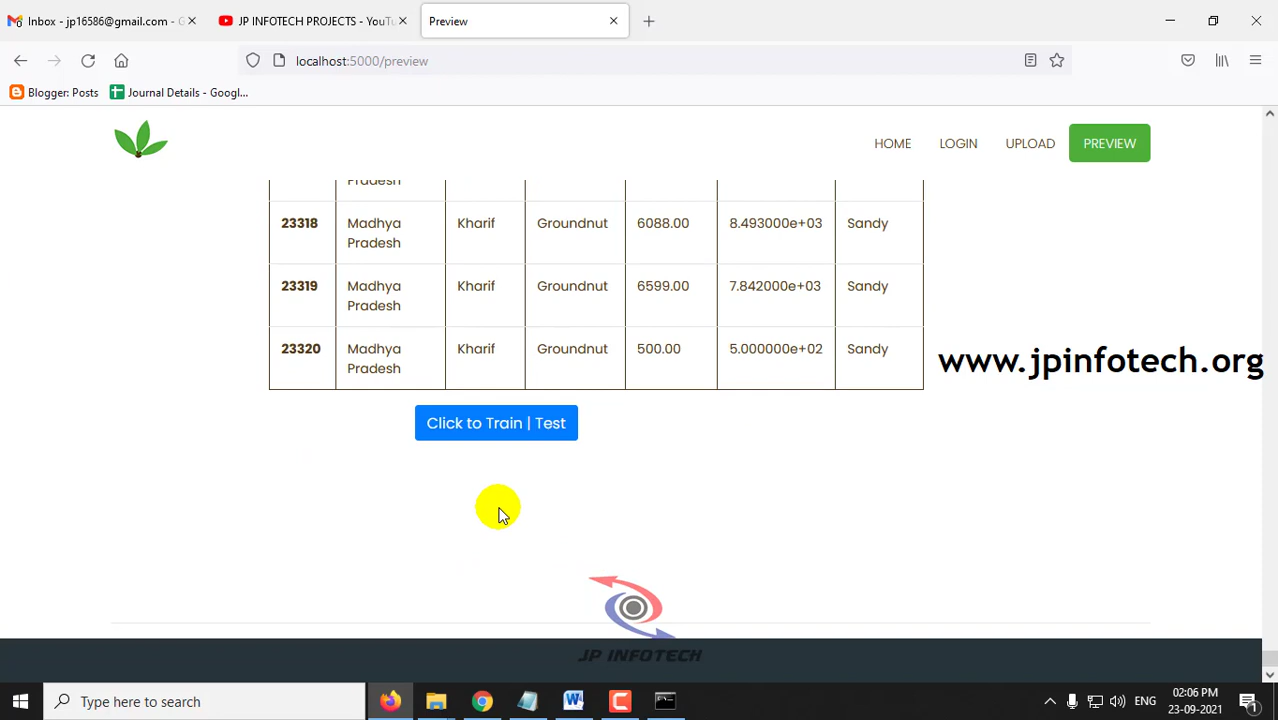 Inbox - jp16586@gmail.com - G
JP INFOTECH PROJECTS - YouTu
Preview
localhost:5000/preview
Blogger: Posts
Journal Details - Googl...
HOME LOGIN UPLOAD PREVIEW
Pradesh
23318 Madhya Kharif Groundnut 6088.00 8.493000e+03 Sandy
Pradesh
23319 Madhya Kharif Groundnut 6599.00 7.842000e+03 Sandy
Pradesh
23320 Madhya Kharif Groundnut 500.00 5.000000e+02 Sandy
Pradesh
www.jpinfotech.org
Click to Train | Test
JP INFOTECH
Type here to search
ENG
02:06 PM
23-09-2021
1